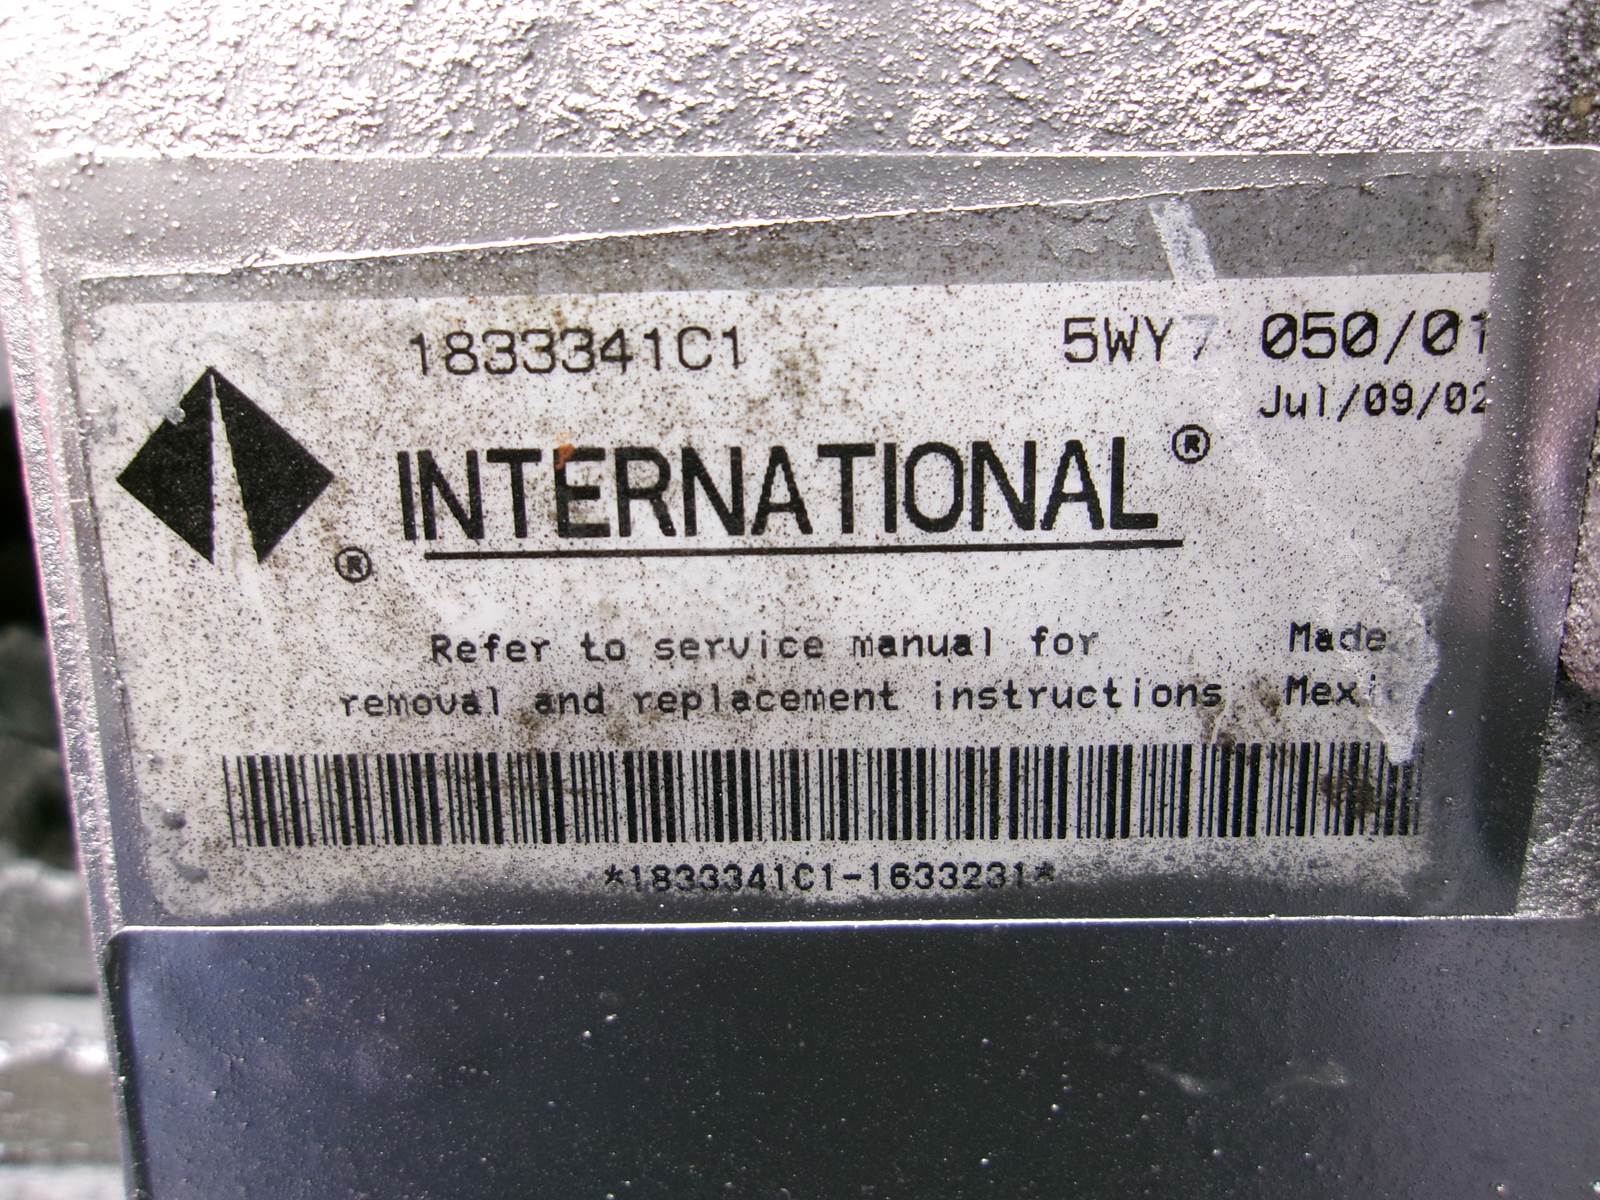 1833341C1 5WY7 050/01
Jul/09/02
INTERNATIONAL®
®
Refer to service manual for Made
removal and replacement instructions
*1833341C1-1633231*